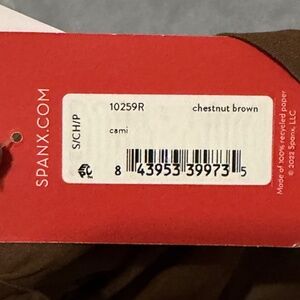 SPANX.COM
S/CH/P
10259R chestnut brown
cami
8 43953 39973 5
Made of 100% recycled paper
© 2022 Spanx, LLC.